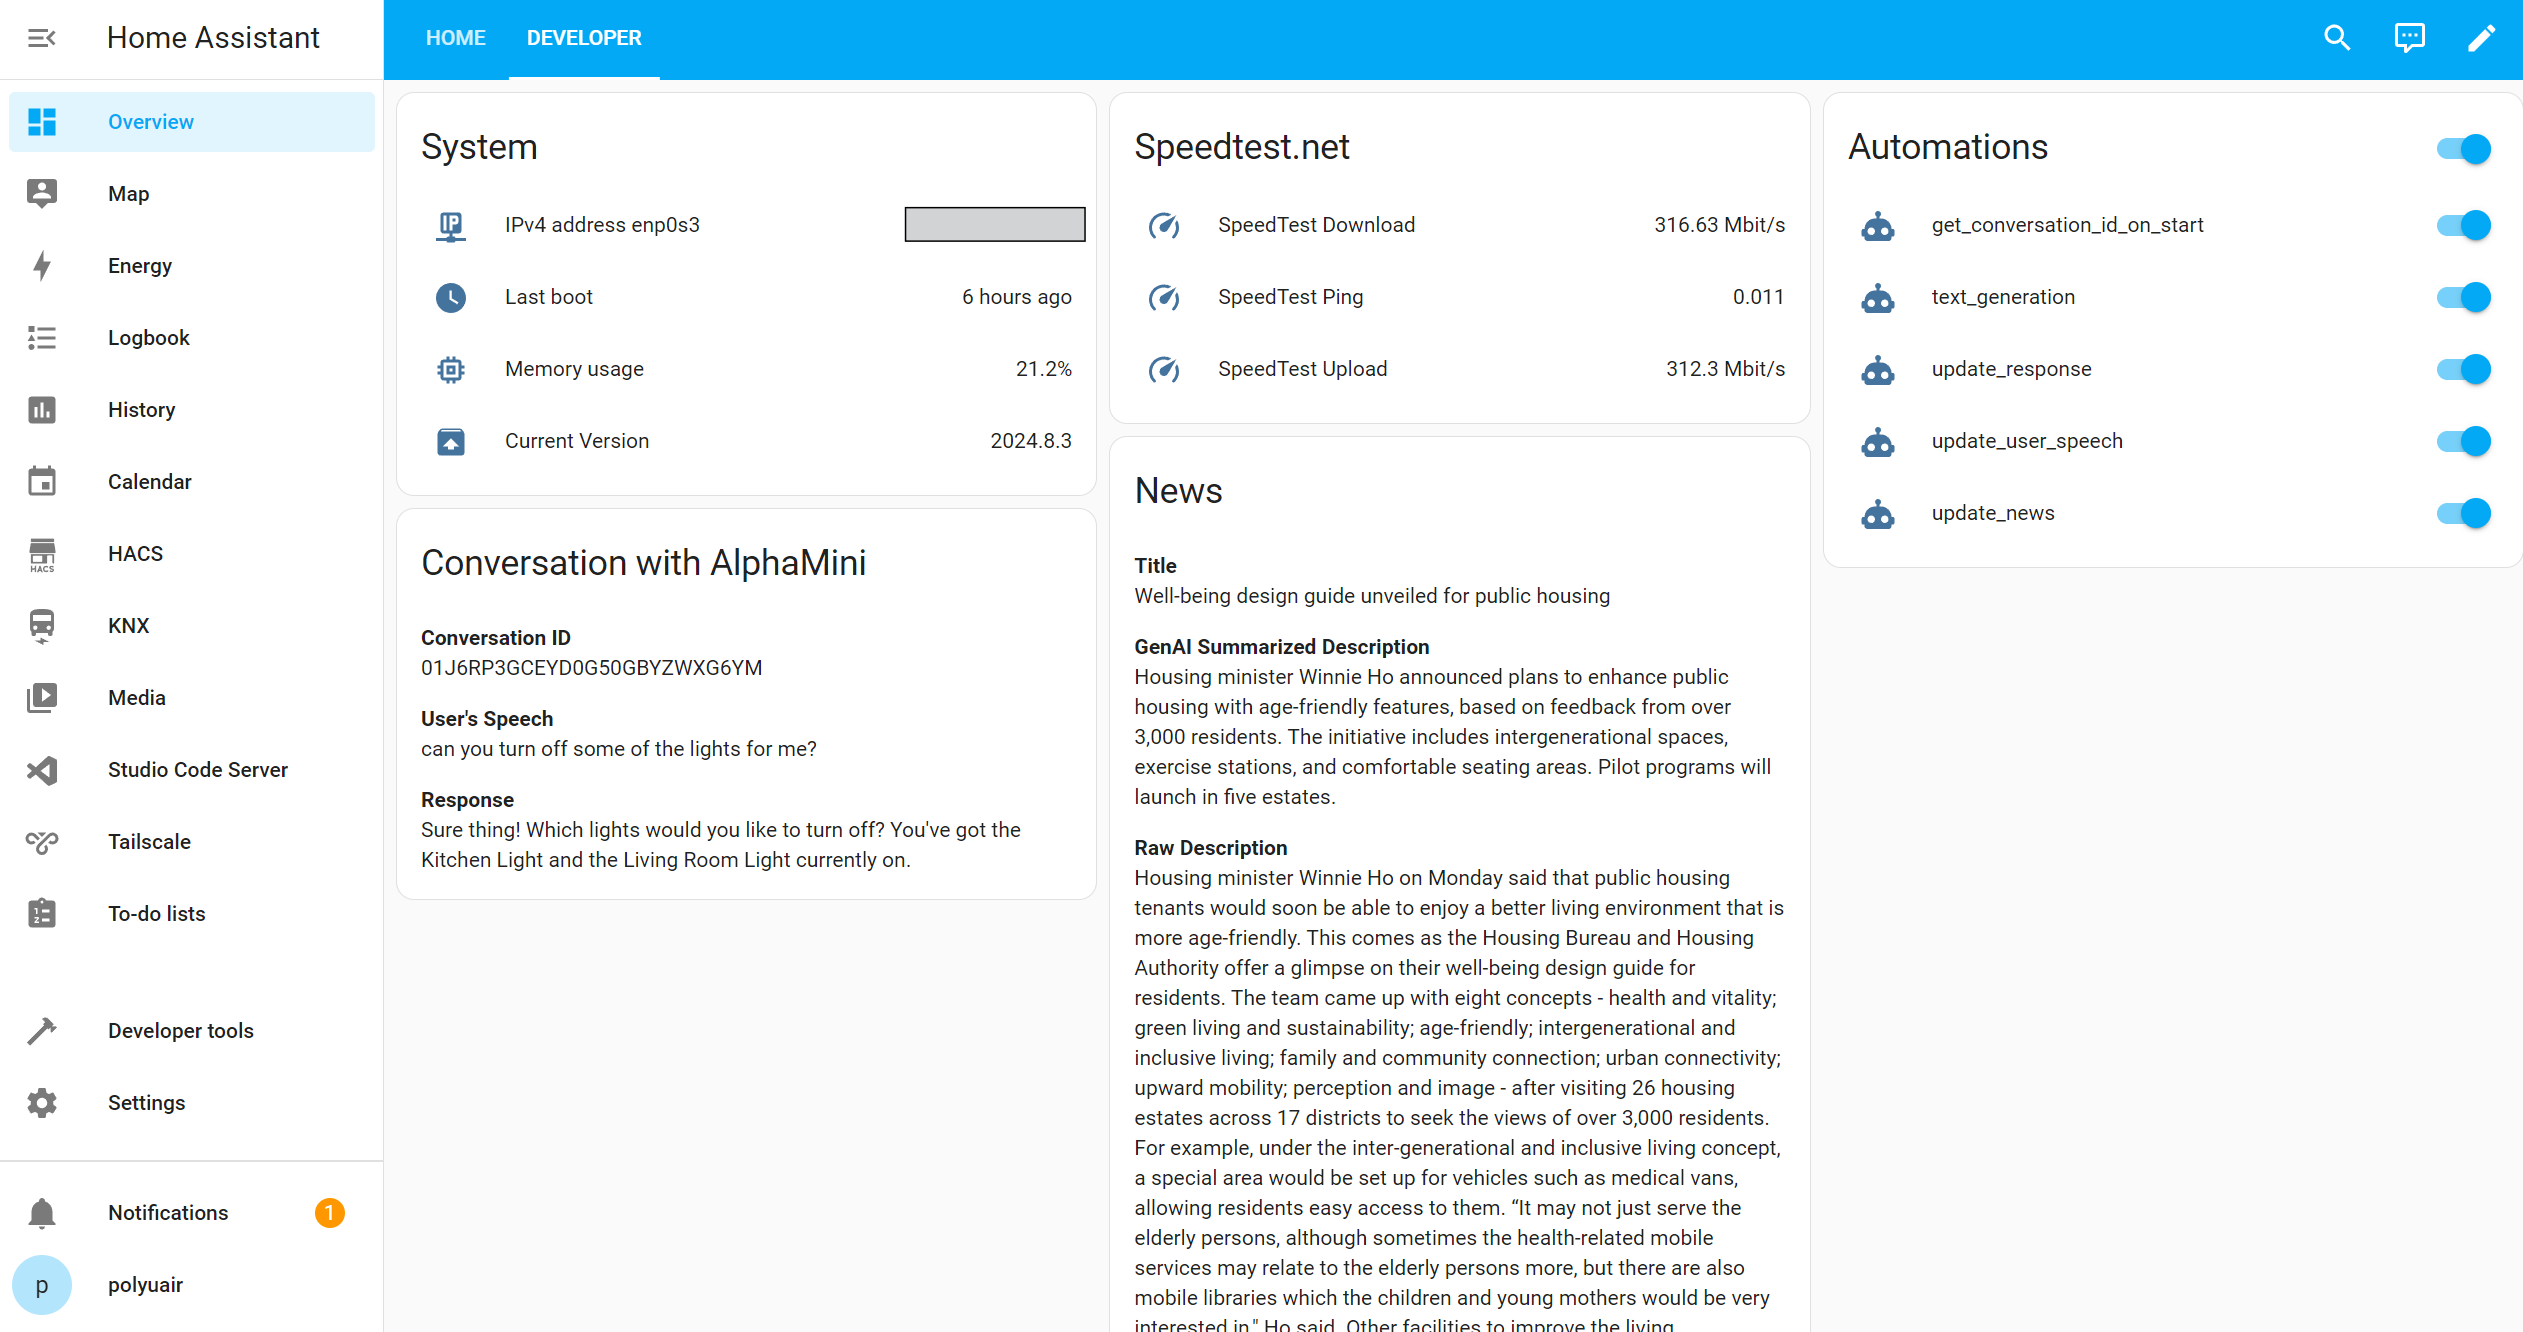 Home Assistant
HOME
DEVELOPER
Overview
Map
Energy
Logbook
History
Calendar
HACS
HACS
KNX
Media
Studio Code Server
Tailscale
To-do lists
Developer tools
Settings
Notifications
1
p
polyuair
System
IP
IPv4 address enp0s3
Last boot
6 hours ago
Memory usage
21.2%
Current Version
2024.8.3
Conversation with AlphaMini
Conversation ID
01J6RP3GCEYD0G50GBYZWXG6YM
User's Speech
can you turn off some of the lights for me?
Response
Sure thing! Which lights would you like to turn off? You've got the
Kitchen Light and the Living Room Light currently on.
Speedtest.net
SpeedTest Download
316.63 Mbit/s
SpeedTest Ping
0.011
SpeedTest Upload
312.3 Mbit/s
News
Title
Well-being design guide unveiled for public housing
GenAI Summarized Description
Housing minister Winnie Ho announced plans to enhance public
housing with age-friendly features, based on feedback from over
3,000 residents. The initiative includes intergenerational spaces,
exercise stations, and comfortable seating areas. Pilot programs will
launch in five estates.
Raw Description
Housing minister Winnie Ho on Monday said that public housing
tenants would soon be able to enjoy a better living environment that is
more age-friendly. This comes as the Housing Bureau and Housing
Authority offer a glimpse on their well-being design guide for
residents. The team came up with eight concepts - health and vitality;
green living and sustainability; age-friendly; intergenerational and
inclusive living; family and community connection; urban connectivity;
upward mobility; perception and image - after visiting 26 housing
estates across 17 districts to seek the views of over 3,000 residents.
For example, under the inter-generational and inclusive living concept,
a special area would be set up for vehicles such as medical vans,
allowing residents easy access to them. “It may not just serve the
elderly persons, although sometimes the health-related mobile
services may relate to the elderly persons more, but there are also
mobile libraries which the children and young mothers would be very
interested in," Ho said. Other facilities to improve the living
Automations
get_conversation_id_on_start
text_generation
update_response
update_user_speech
update_news